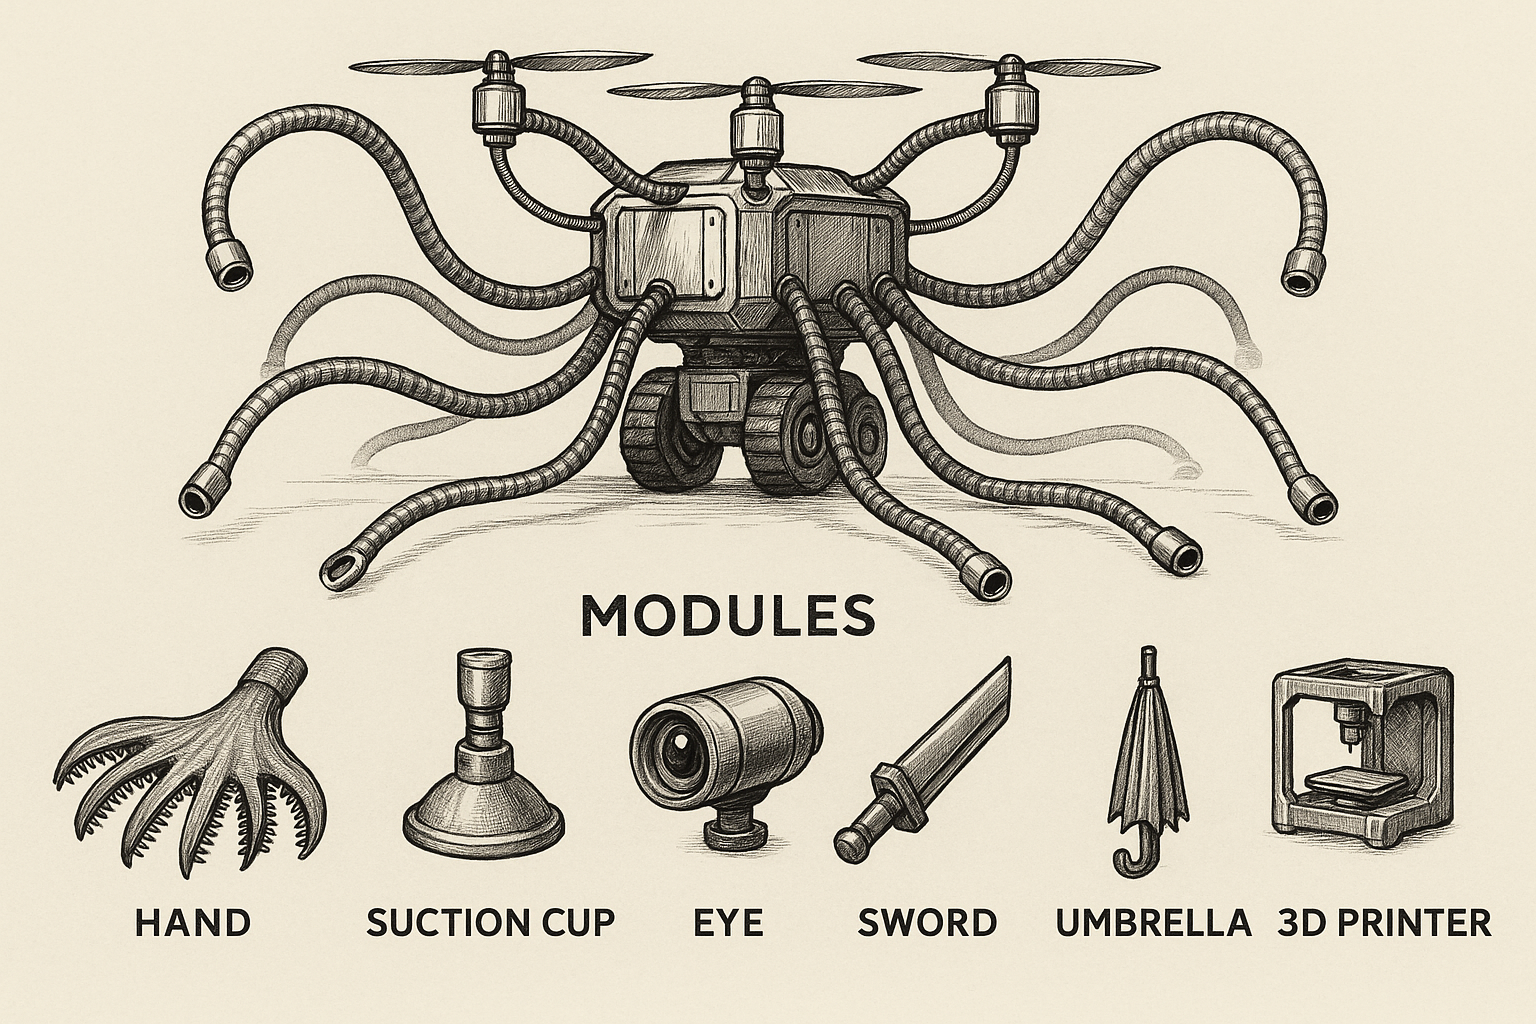 MODULES
HAND
SUCTION CUP
EYE
SWORD
UMBRELLA
3D PRINTER